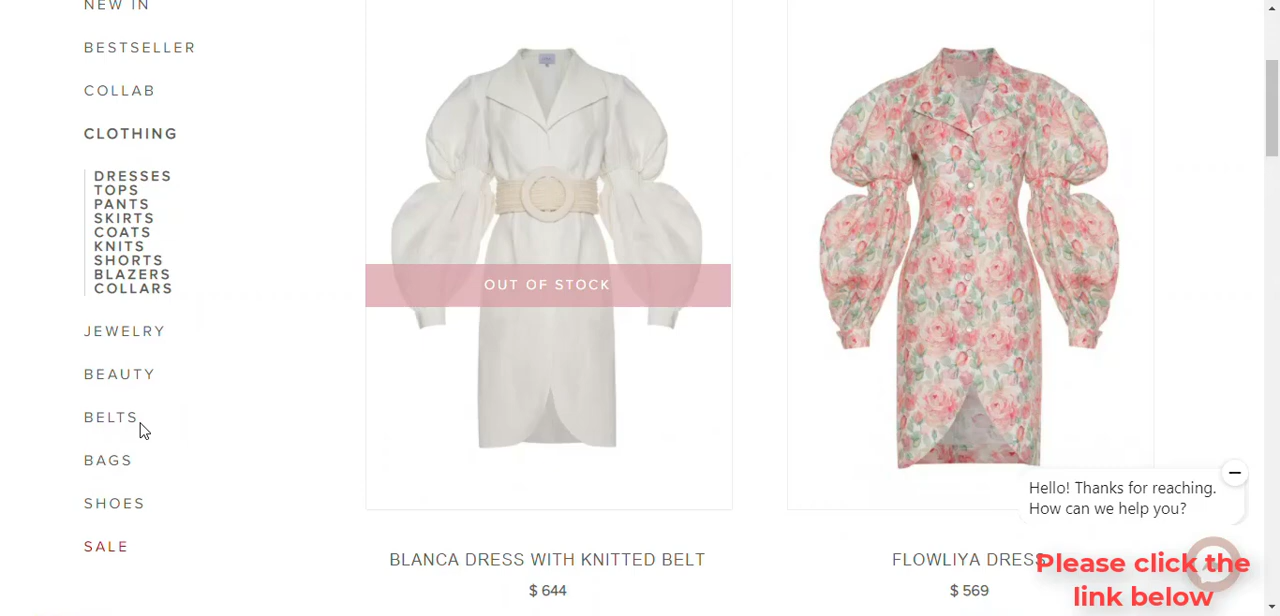 NEW IN
BESTSELLER
COLLAB
CLOTHING
DRESSES
TOPS
PANTS
SKIRTS
COATS
KNITS
SHORTS
BLAZERS
COLLARS
JEWELRY
BEAUTY
BELTS
BAGS
SHOES
SALE
OUT OF STOCK
BLANCA DRESS WITH KNITTED BELT
$ 644
FLOWLIYA DRESS
$ 569
Hello! Thanks for reaching.
How can we help you?
Please click the
link below